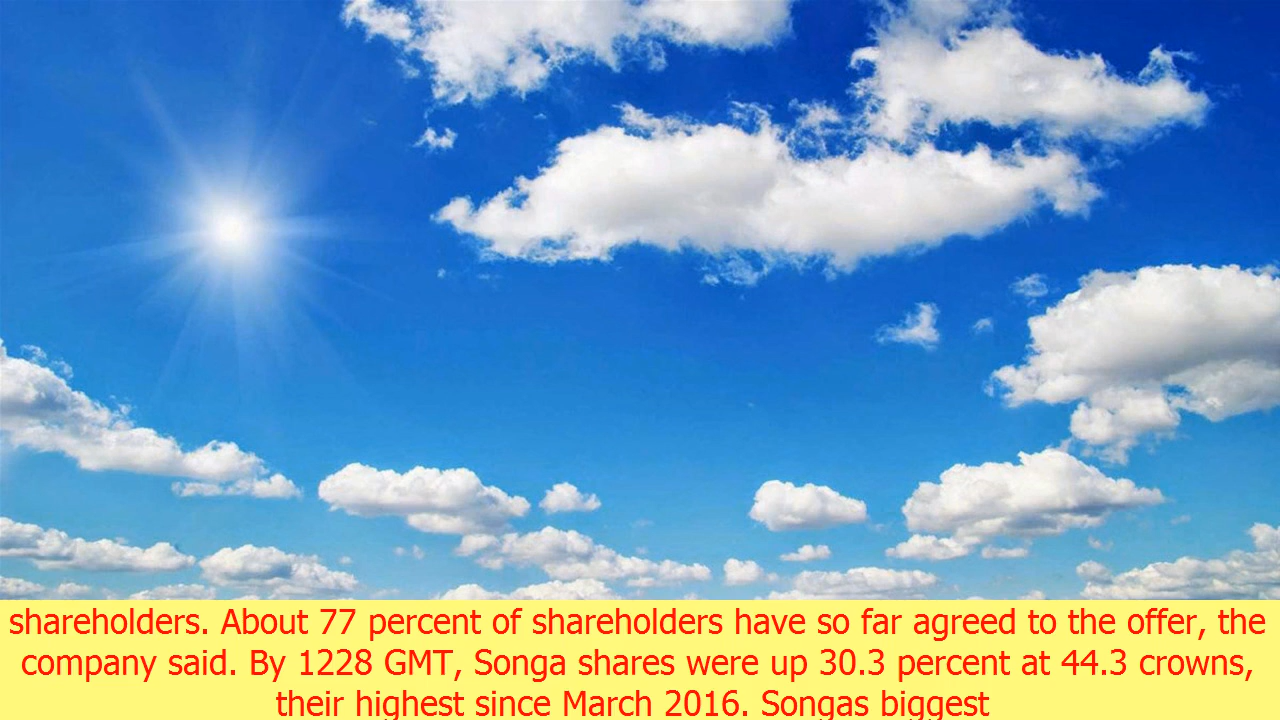 shareholders. About 77 percent of shareholders have so far agreed to the offer, the
company said. By 1228 GMT, Songa shares were up 30.3 percent at 44.3 crowns,
their highest since March 2016. Songas biggest